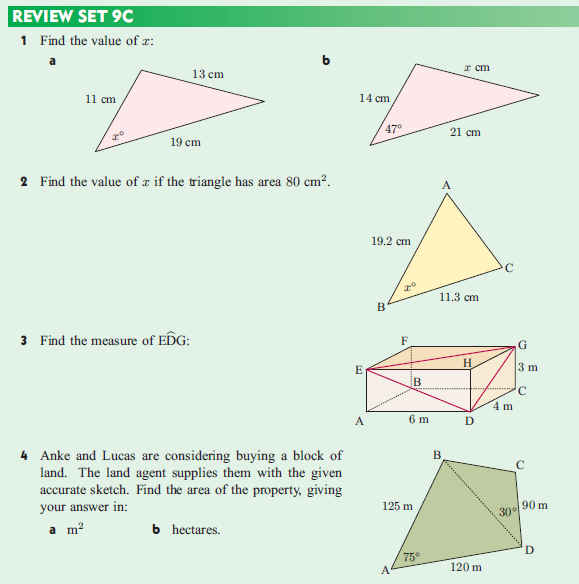 REVIEW SET 9C
1 Find the value of x:
a
13 cm
11 cm
x°
19 cm
b
x cm
14 cm
47°
21 cm
2 Find the value of x if the triangle has area 80 cm².
A
19.2 cm
C
x°
11.3 cm
B
3 Find the measure of ED̂G:
F
G
E
H
3 m
B
C
4 m
A
6 m
D
4 Anke and Lucas are considering buying a block of
land. The land agent supplies them with the given
accurate sketch. Find the area of the property, giving
your answer in:
a m² b hectares.
B
C
125 m
90 m
30°
75°
D
A
120 m